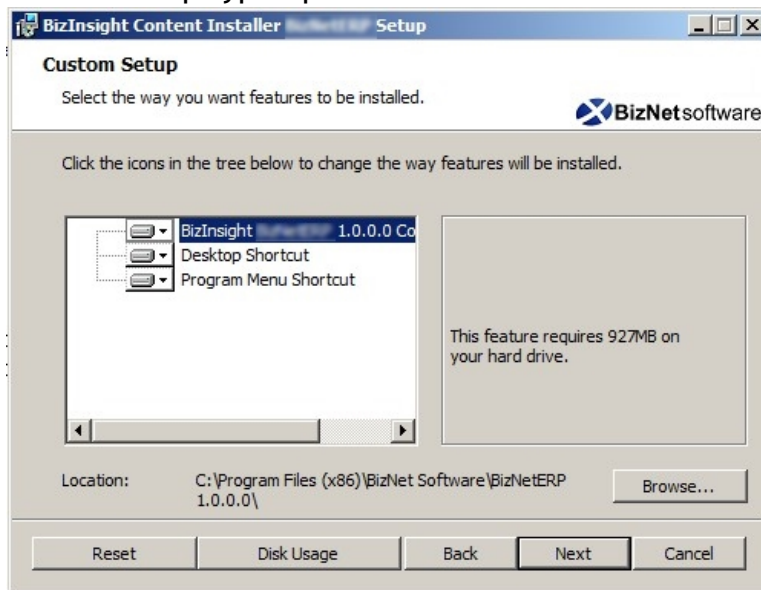 BizInsight Content Installer Setup
Custom Setup
Select the way you want features to be installed.
BizNetsoftware
Click the icons in the tree below to change the way features will be installed.
BizInsight 1.0.0.0 Co
Desktop Shortcut
Program Menu Shortcut
This feature requires 927MB on
your hard drive.
Location: C:\Program Files (x86)\BizNet Software\BizNetERP
1.0.0.0\
Browse...
Reset Disk Usage Back Next Cancel